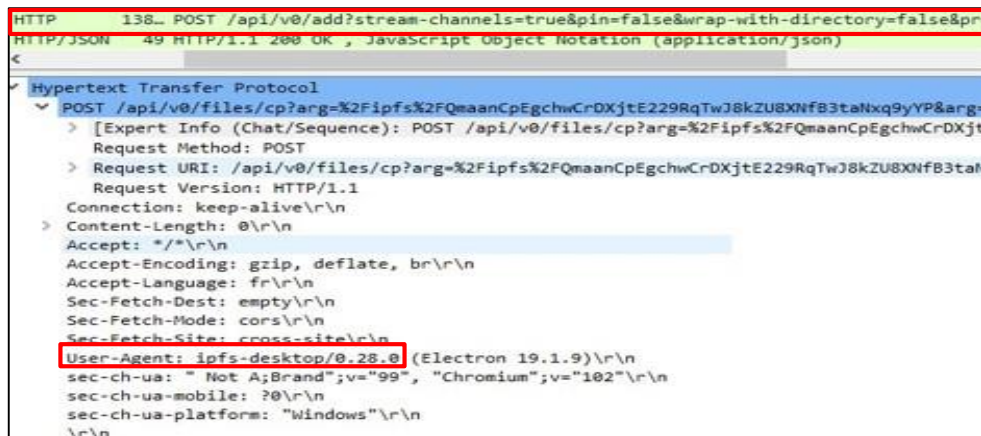 HTTP 138… POST /api/v0/add?stream-channels=true&pin=false&wrap-with-directory=false&pr
HTTP/JSON 49 HTTP/1.1 200 OK , JavaScript Object Notation (application/json)
Hypertext Transfer Protocol
POST /api/v0/files/cp?arg=%2Fipfs%2FQmaanCpEgchwCrDXjtE229RqTwJ8kZU8XNfB3taNxq9yYP&arg=
[Expert Info (Chat/Sequence): POST /api/v0/files/cp?arg=%2Fipfs%2FQmaanCpEgchwCrDXjt
Request Method: POST
Request URI: /api/v0/files/cp?arg=%2Fipfs%2FQmaanCpEgchwCrDXjtE229RqTwJ8kZU8XNfB3taN
Request Version: HTTP/1.1
Connection: keep-alive\r\n
Content-Length: 0\r\n
Accept: */*\r\n
Accept-Encoding: gzip, deflate, br\r\n
Accept-Language: fr\r\n
Sec-Fetch-Dest: empty\r\n
Sec-Fetch-Mode: cors\r\n
Sec-Fetch-Site: cross-site\r\n
User-Agent: ipfs-desktop/0.28.0 (Electron 19.1.9)\r\n
sec-ch-ua: " Not A;Brand";v="99", "Chromium";v="102"\r\n
sec-ch-ua-mobile: ?0\r\n
sec-ch-ua-platform: "Windows"\r\n
\r\n